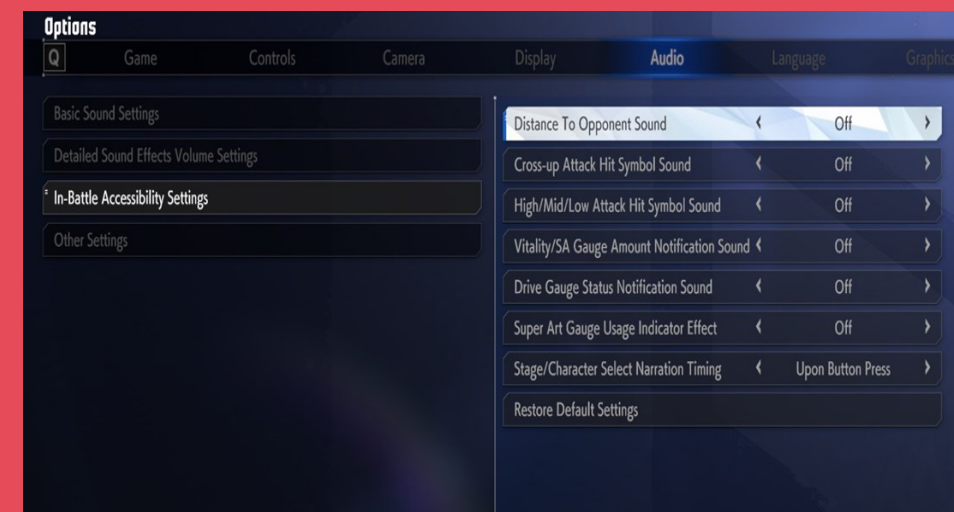 Options
Q Game Controls Camera Display Audio Language Graphics
Basic Sound Settings
Detailed Sound Effects Volume Settings
In-Battle Accessibility Settings
Other Settings
Distance To Opponent Sound Off
Cross-up Attack Hit Symbol Sound Off
High/Mid/Low Attack Hit Symbol Sound Off
Vitality/SA Gauge Amount Notification Sound Off
Drive Gauge Status Notification Sound Off
Super Art Gauge Usage Indicator Effect Off
Stage/Character Select Narration Timing Upon Button Press
Restore Default Settings